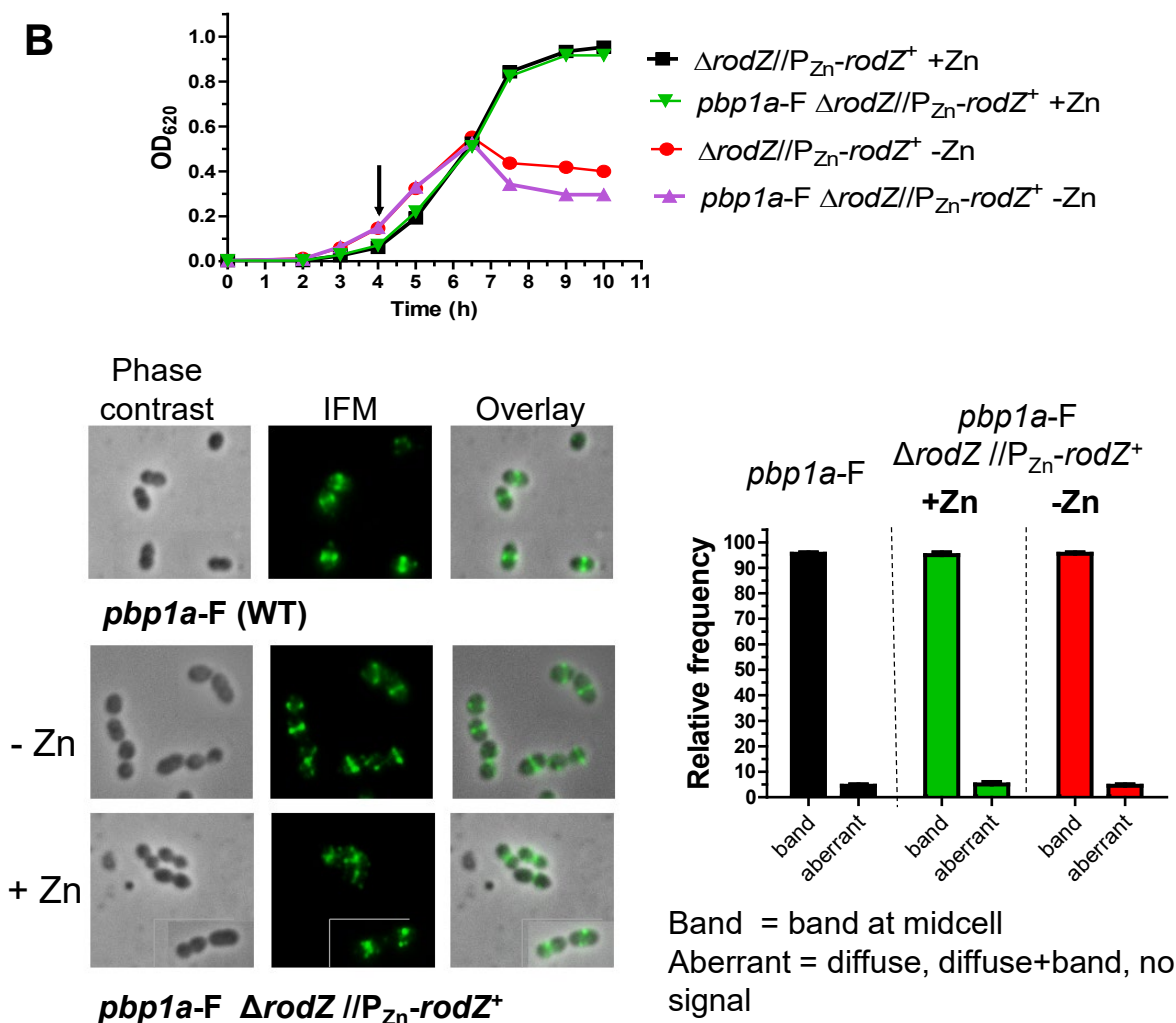 B
1.0
0.8
0.6
0.4
0.2
0.0
OD620
0 1 2 3 4 5 6 7 8 9 10 11
Time (h)
ΔrodZ//PZn-rodZ+ +Zn
pbp1a-F ΔrodZ//PZn-rodZ+ +Zn
ΔrodZ//PZn-rodZ+ -Zn
pbp1a-F ΔrodZ//PZn-rodZ+ -Zn
Phase
contrast
IFM
Overlay
pbp1a-F (WT)
- Zn
+ Zn
pbp1a-F ΔrodZ //PZn-rodZ+
pbp1a-F
pbp1a-F
ΔrodZ //PZn-rodZ+
+Zn
-Zn
Relative frequency
100
90
80
70
60
50
40
30
20
10
0
band
aberrant
band
aberrant
band
aberrant
Band = band at midcell
Aberrant = diffuse, diffuse+band, no
signal